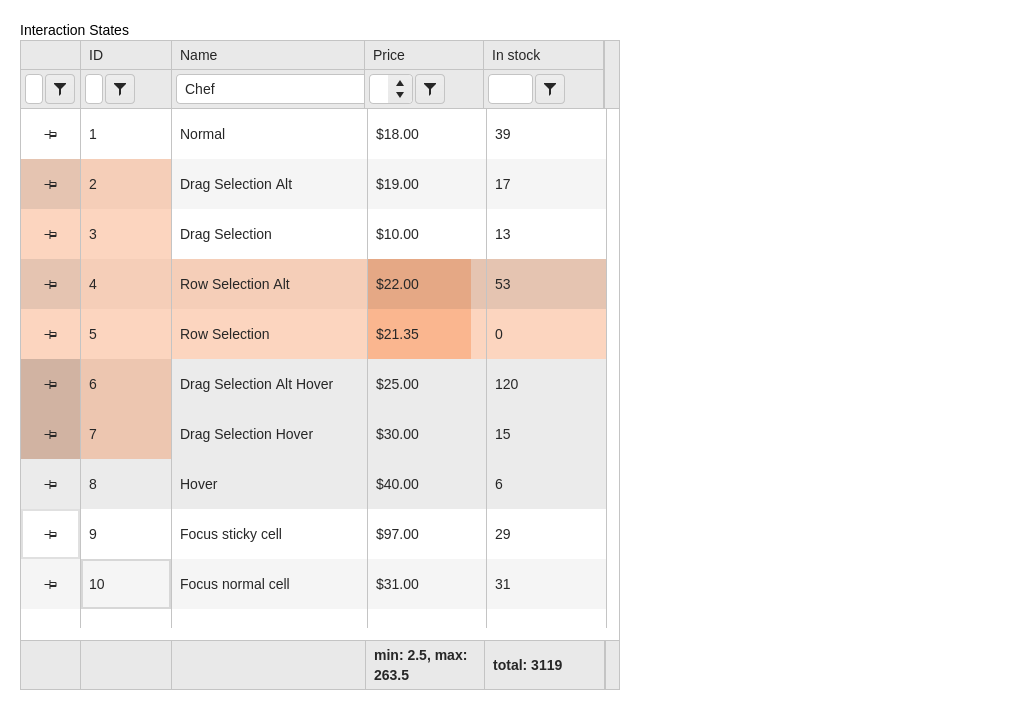 Interaction States
ID Name Price In stock
Chef
1 Normal $18.00 39
2 Drag Selection Alt $19.00 17
3 Drag Selection $10.00 13
4 Row Selection Alt $22.00 53
5 Row Selection $21.35 0
6 Drag Selection Alt Hover $25.00 120
7 Drag Selection Hover $30.00 15
8 Hover $40.00 6
9 Focus sticky cell $97.00 29
10 Focus normal cell $31.00 31
min: 2.5, max:
263.5
total: 3119